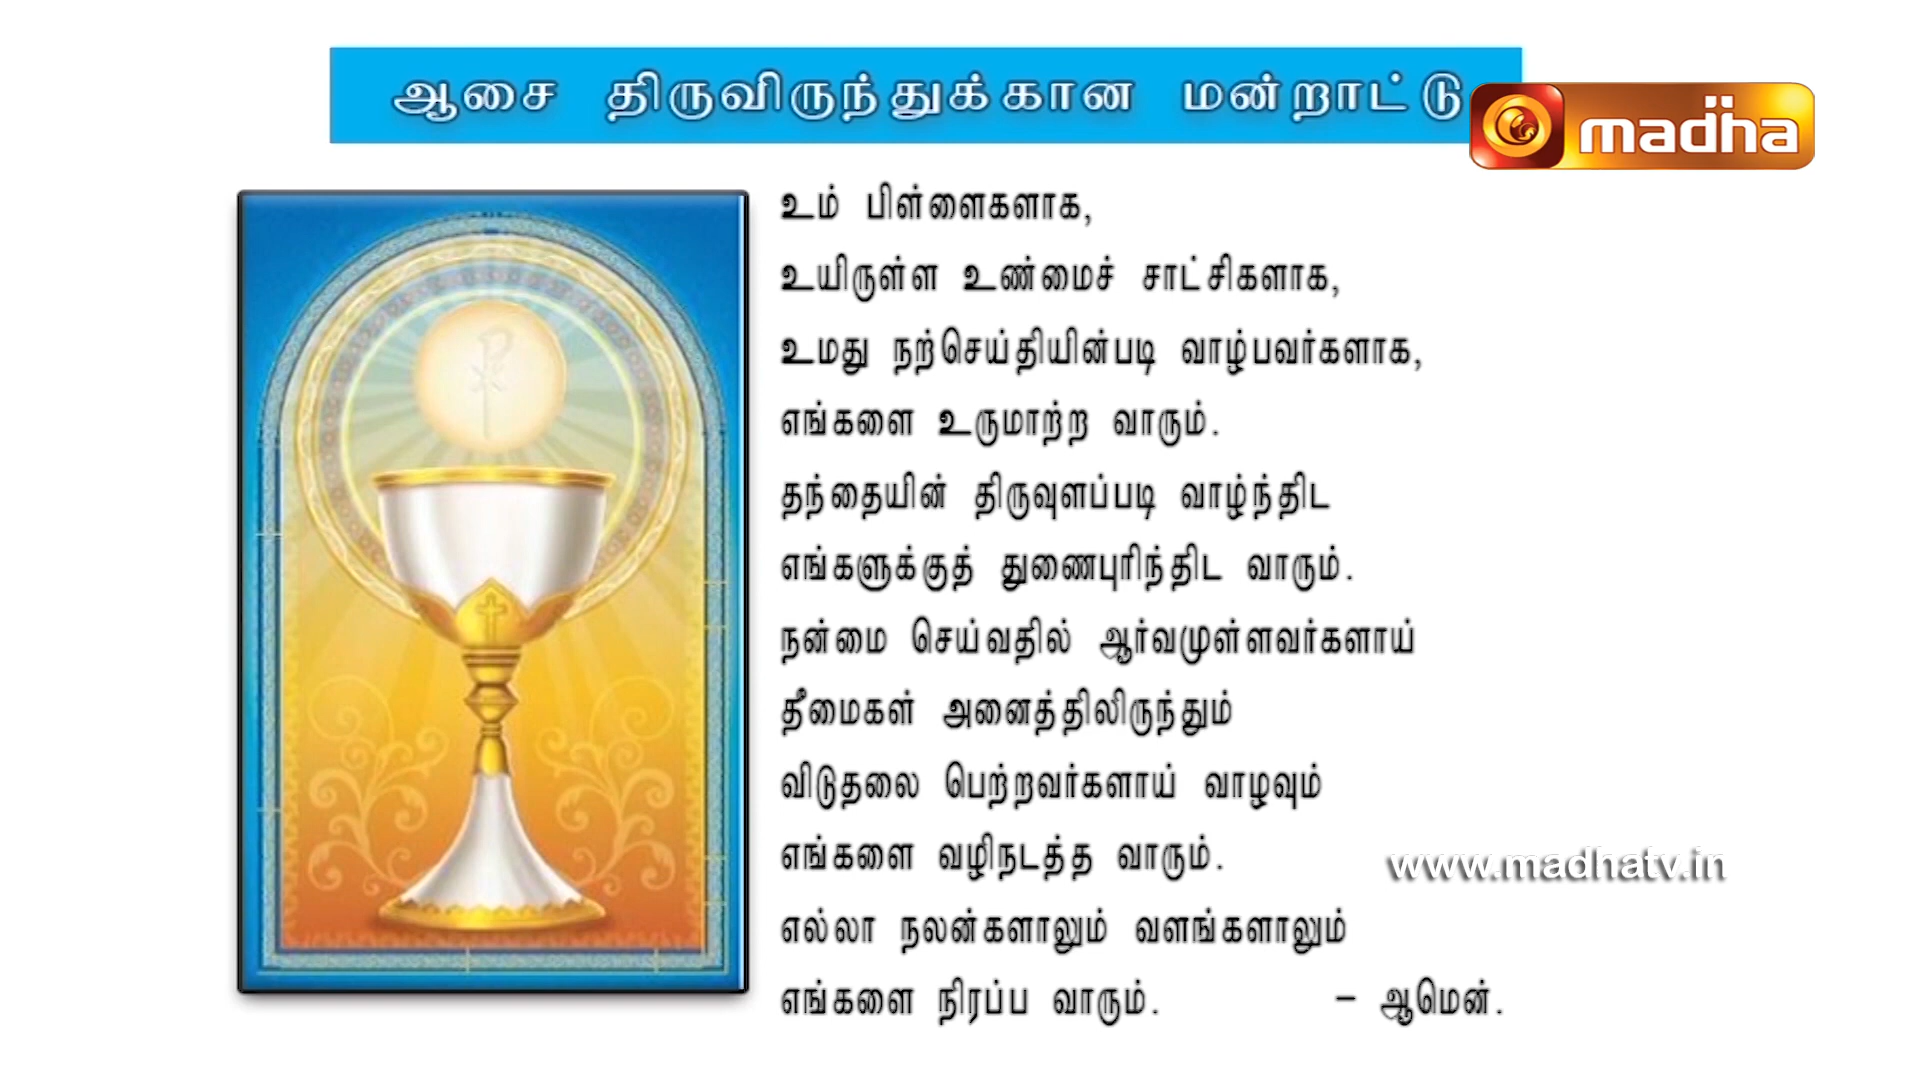 ஆசை திருவிருந்துக்கான மன்றாட்டு
madha
உம் பிள்ளைகளாக,
உயிருள்ள உண்மைச் சாட்சிகளாக,
உமது நற்செய்தியின்படி வாழ்பவர்களாக,
எங்களை உருமாற்ற வாரும்.
தந்தையின் திருவுளப்படி வாழ்ந்திட
எங்களுக்குத் துணைபுரிந்திட வாரும்.
நன்மை செய்வதில் ஆர்வமுள்ளவர்களாய்
தீமைகள் அனைத்திலிருந்தும்
விடுதலை பெற்றவர்களாய் வாழவும்
எங்களை வழிநடத்த வாரும்.
www.madhatv.in
எல்லா நலன்களாலும் வளங்களாலும்
எங்களை நிரப்ப வாரும். – ஆமென்.